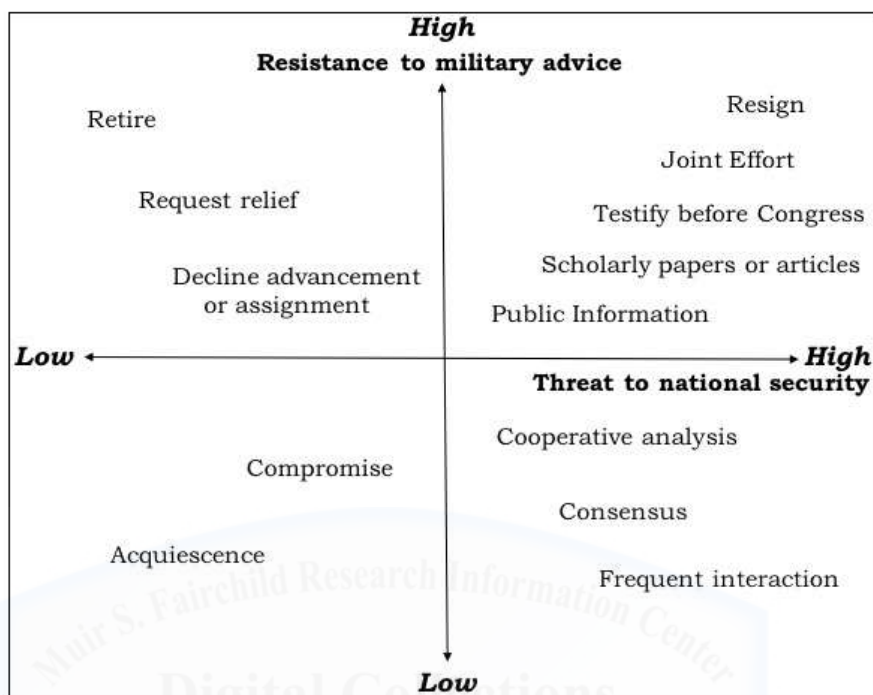 High
Resistance to military advice
Retire
Resign
Joint Effort
Request relief
Testify before Congress
Decline advancement
or assignment
Scholarly papers or articles
Public Information
Low
High
Threat to national security
Cooperative analysis
Compromise
Consensus
Acquiescence
Frequent interaction
Muir S. Fairchild Research Information Center
Digital Collections
Low